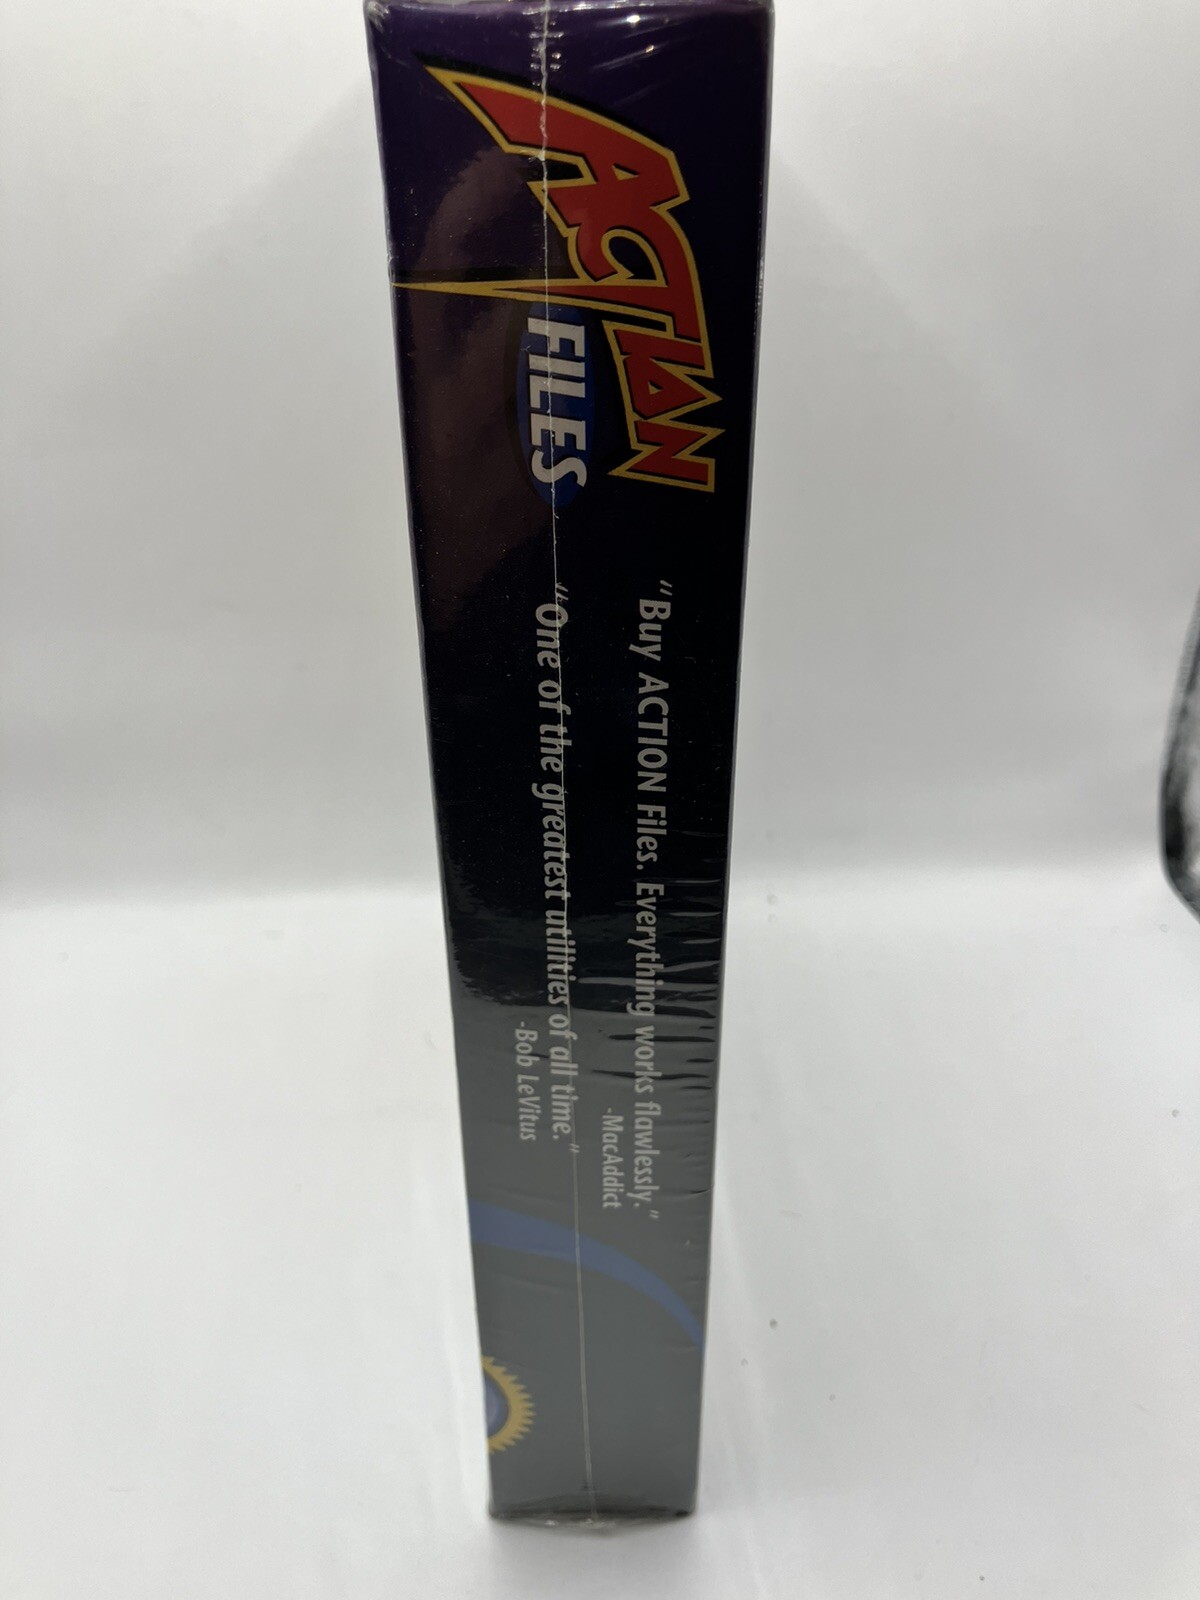 ACTION
FILES
"Buy ACTION Files. Everything works flawlessly."
-MacAddict
"One of the greatest utilities of all time."
-Bob LeVitus